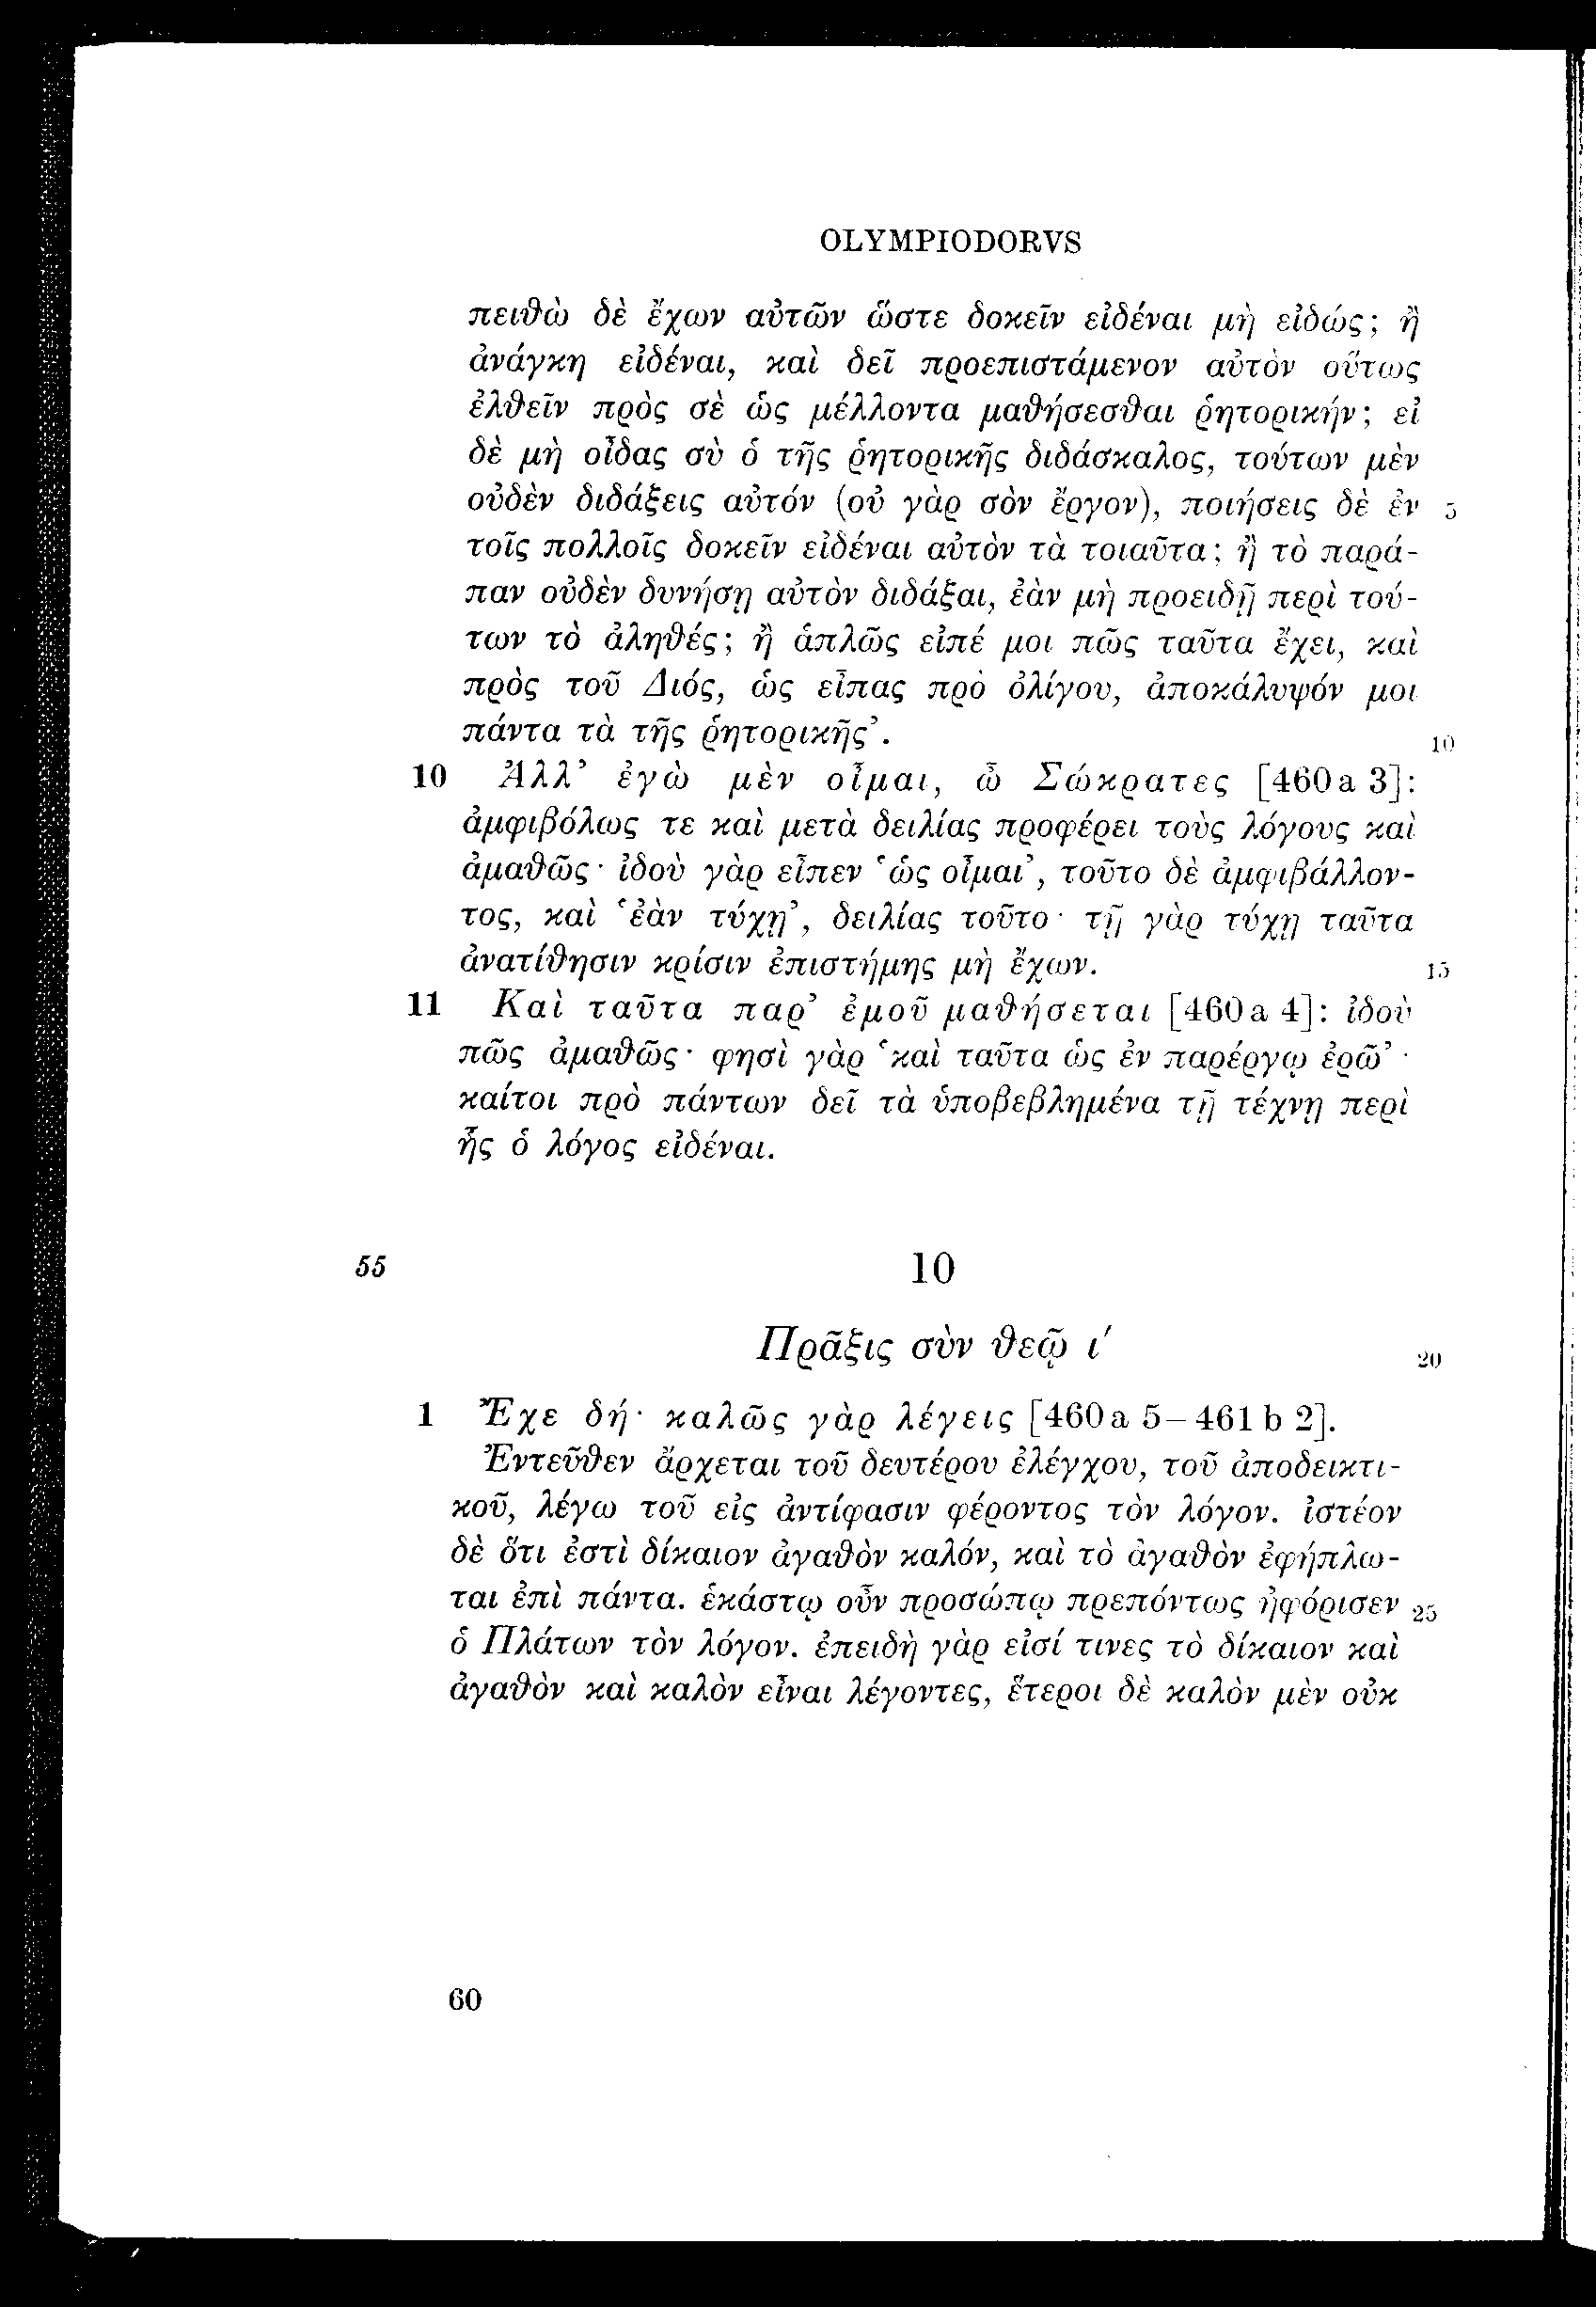 OLYMPIODORVS
πειθὼ δὲ ἔχων αὐτῶν ὥστε δοκεῖν εἰδέναι μὴ εἰδώς; ἢ
ἀνάγκη εἰδέναι, καὶ δεῖ προεπιστάμενον αὐτὸν οὕτως
ἐλθεῖν πρὸς σὲ ὡς μέλλοντα μαθήσεσθαι ῥητορικήν; εἰ
δὲ μὴ οἶδας σὺ ὁ τῆς ῥητορικῆς διδάσκαλος, τούτων μὲν
οὐδὲν διδάξεις αὐτόν (οὐ γὰρ σὸν ἔργον), ποιήσεις δὲ ἐν 5
τοῖς πολλοῖς δοκεῖν εἰδέναι αὐτὸν τὰ τοιαῦτα; ἢ τὸ παρά-
παν οὐδὲν δυνήσῃ αὐτὸν διδάξαι, ἐὰν μὴ προειδῇ περὶ τού-
των τὸ ἀληθές; ἢ ἁπλῶς εἰπέ μοι πῶς ταῦτα ἔχει, καὶ
πρὸς τοῦ Διός, ὡς εἶπας πρὸ ὀλίγου, ἀποκάλυψόν μοι
πάντα τὰ τῆς ῥητορικῆς’. 10
10 Ἀλλ’ ἐγὼ μὲν οἶμαι, ὦ Σώκρατες [460a 3]:
ἀμφιβόλως τε καὶ μετὰ δειλίας προφέρει τοὺς λόγους καὶ
ἀμαθῶς· ἰδοὺ γὰρ εἶπεν ‘ὡς οἶμαι’, τοῦτο δὲ ἀμφιβάλλον-
τος, καὶ ‘ἐὰν τύχῃ’, δειλίας τοῦτο· τῇ γὰρ τύχῃ ταῦτα
ἀνατίθησιν κρίσιν ἐπιστήμης μὴ ἔχων. 15
11 Καὶ ταῦτα παρ’ ἐμοῦ μαθήσεται [460a 4]: ἰδοὺ
πῶς ἀμαθῶς· φησὶ γὰρ ‘καὶ ταῦτα ὡς ἐν παρέργῳ ἐρῶ’·
καίτοι πρὸ πάντων δεῖ τὰ ὑποβεβλημένα τῇ τέχνῃ περὶ
ἧς ὁ λόγος εἰδέναι.
55 10
Πρᾶξις σὺν θεῷ ι′ 20
1 Ἔχε δή· καλῶς γὰρ λέγεις [460a 5–461b 2].
Ἐντεῦθεν ἄρχεται τοῦ δευτέρου ἐλέγχου, τοῦ ἀποδεικτι-
κοῦ, λέγω τοῦ εἰς ἀντίφασιν φέροντος τὸν λόγον. ἰστέον
δὲ ὅτι ἐστὶ δίκαιον ἀγαθὸν καλόν, καὶ τὸ ἀγαθὸν ἐφήπλω-
ται ἐπὶ πάντα. ἑκάστῳ οὖν προσώπῳ πρεπόντως ἠφόρισεν 25
ὁ Πλάτων τὸν λόγον. ἐπειδὴ γὰρ εἰσί τινες τὸ δίκαιον καὶ
ἀγαθὸν καὶ καλὸν εἶναι λέγοντες, ἕτεροι δὲ καλὸν μὲν οὐκ
60